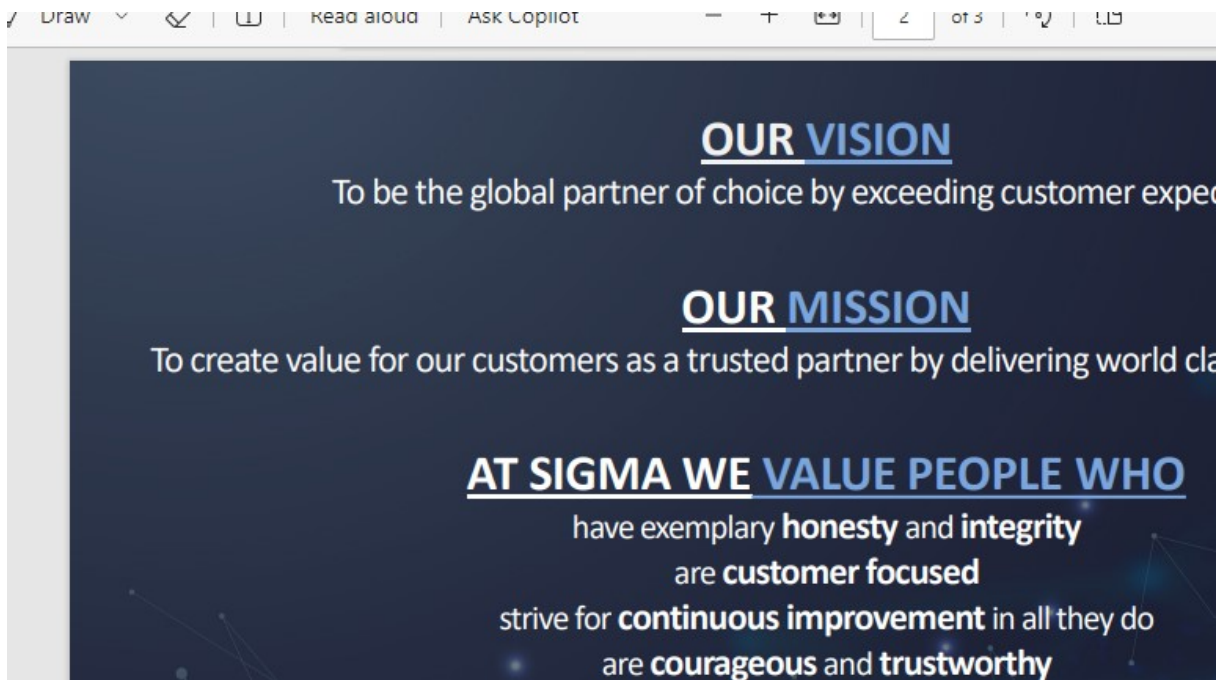 Draw Read aloud Ask Copilot 2 of 3
OUR VISION
To be the global partner of choice by exceeding customer
OUR MISSION
To create value for our customers as a trusted partner by delivering world
AT SIGMA WE VALUE PEOPLE WHO
have exemplary honesty and integrity
are customer focused
strive for continuous improvement in all they do
are courageous and trustworthy